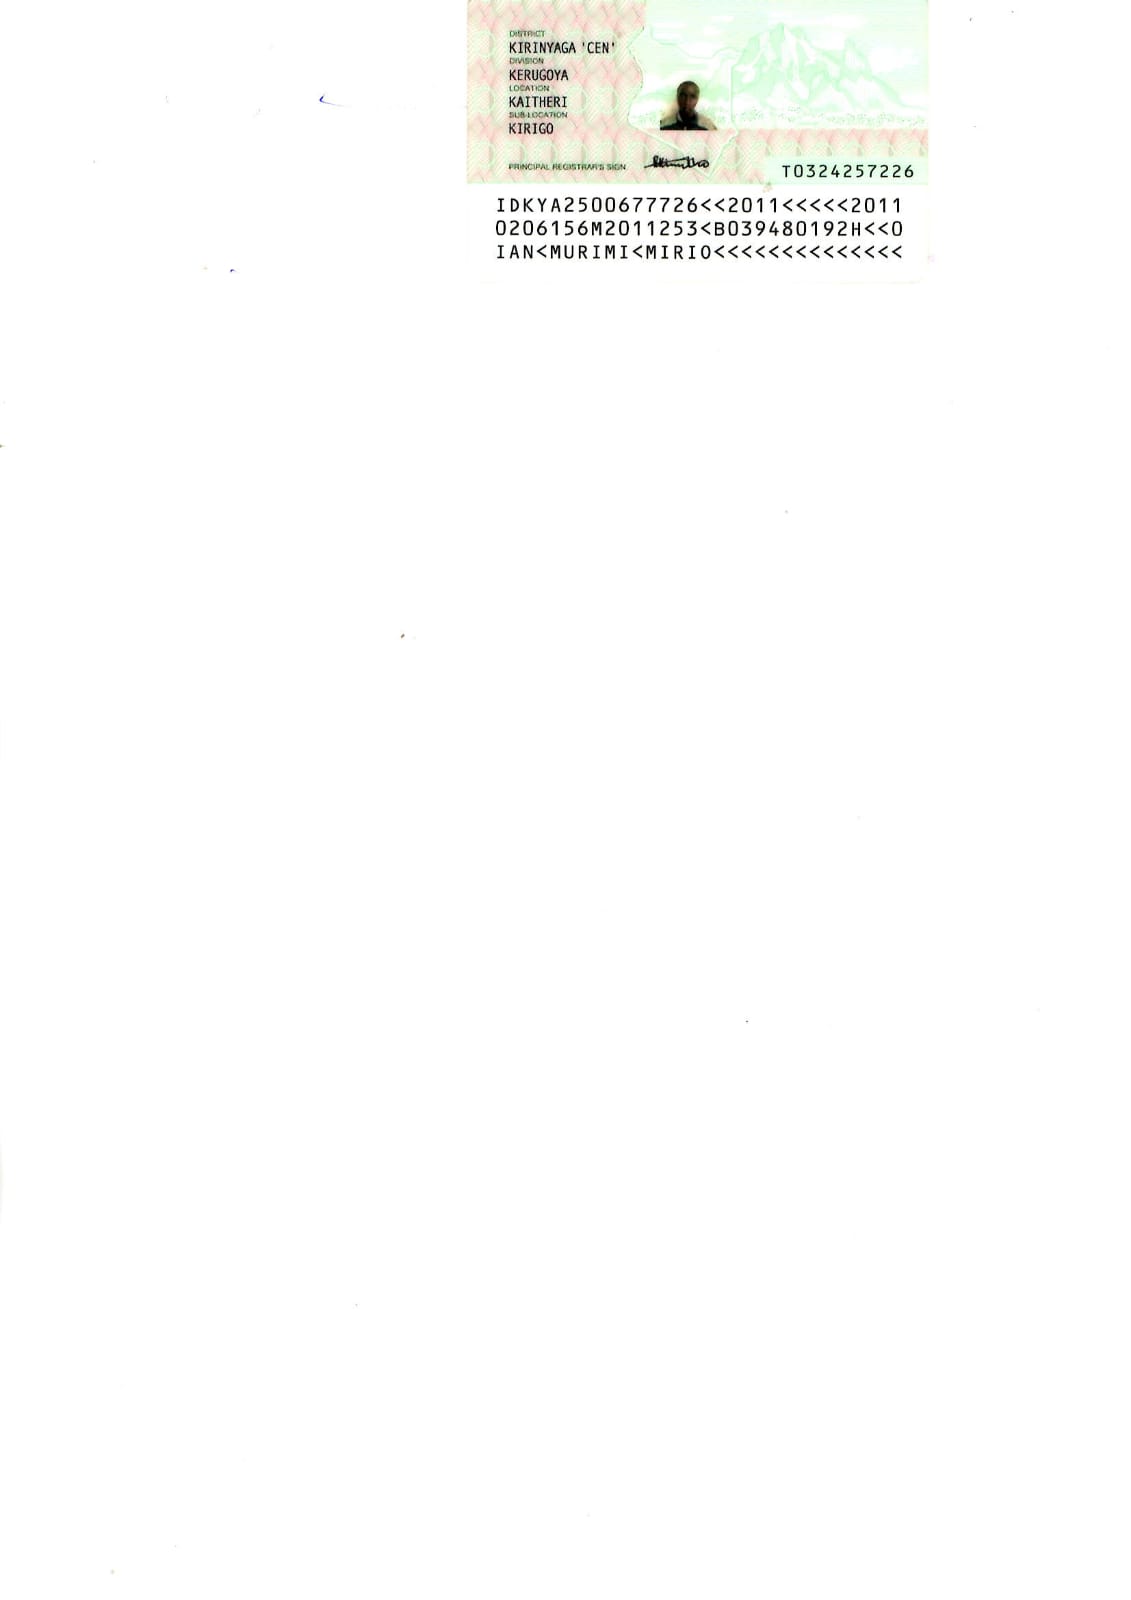 DISTRICT
KIRINYAGA 'CEN'
DIVISION
KERUGOYA
LOCATION
KAITHERI
SUB-LOCATION
KIRIGO
PRINCIPAL REGISTRAR'S SIGN.
T0324257226
IDKYA2500677726<<2011<<<<<2011
0206156M2011253<B039480192H<<0
IAN<MURIMI<MIRIO<<<<<<<<<<<<<<